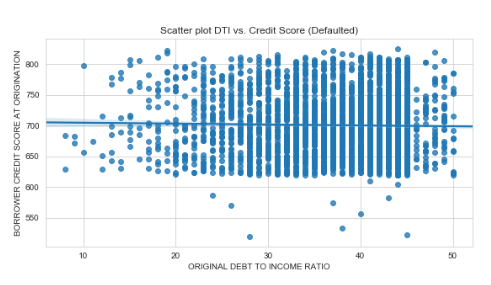 Scatter plot DTI vs. Credit Score (Defaulted)
BORROWER CREDIT SCORE AT ORIGINATION
800
750
700
650
600
550
10 20 30 40 50
ORIGINAL DEBT TO INCOME RATIO